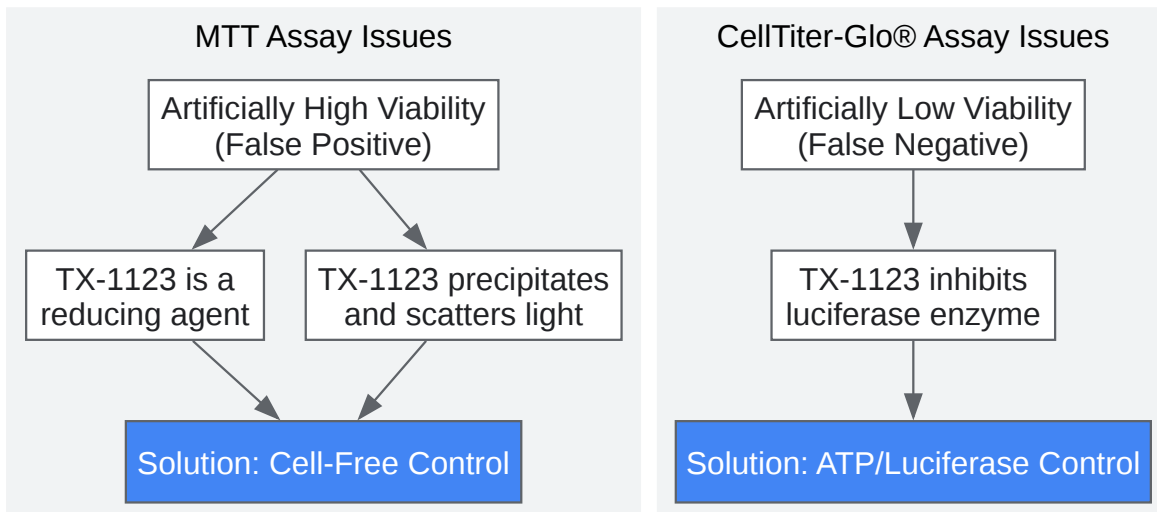 MTT Assay Issues
Artificially High Viability
(False Positive)
TX-1123 is a
reducing agent
TX-1123 precipitates
and scatters light
Solution: Cell-Free Control
CellTiter-Glo® Assay Issues
Artificially Low Viability
(False Negative)
TX-1123 inhibits
luciferase enzyme
Solution: ATP/Luciferase Control